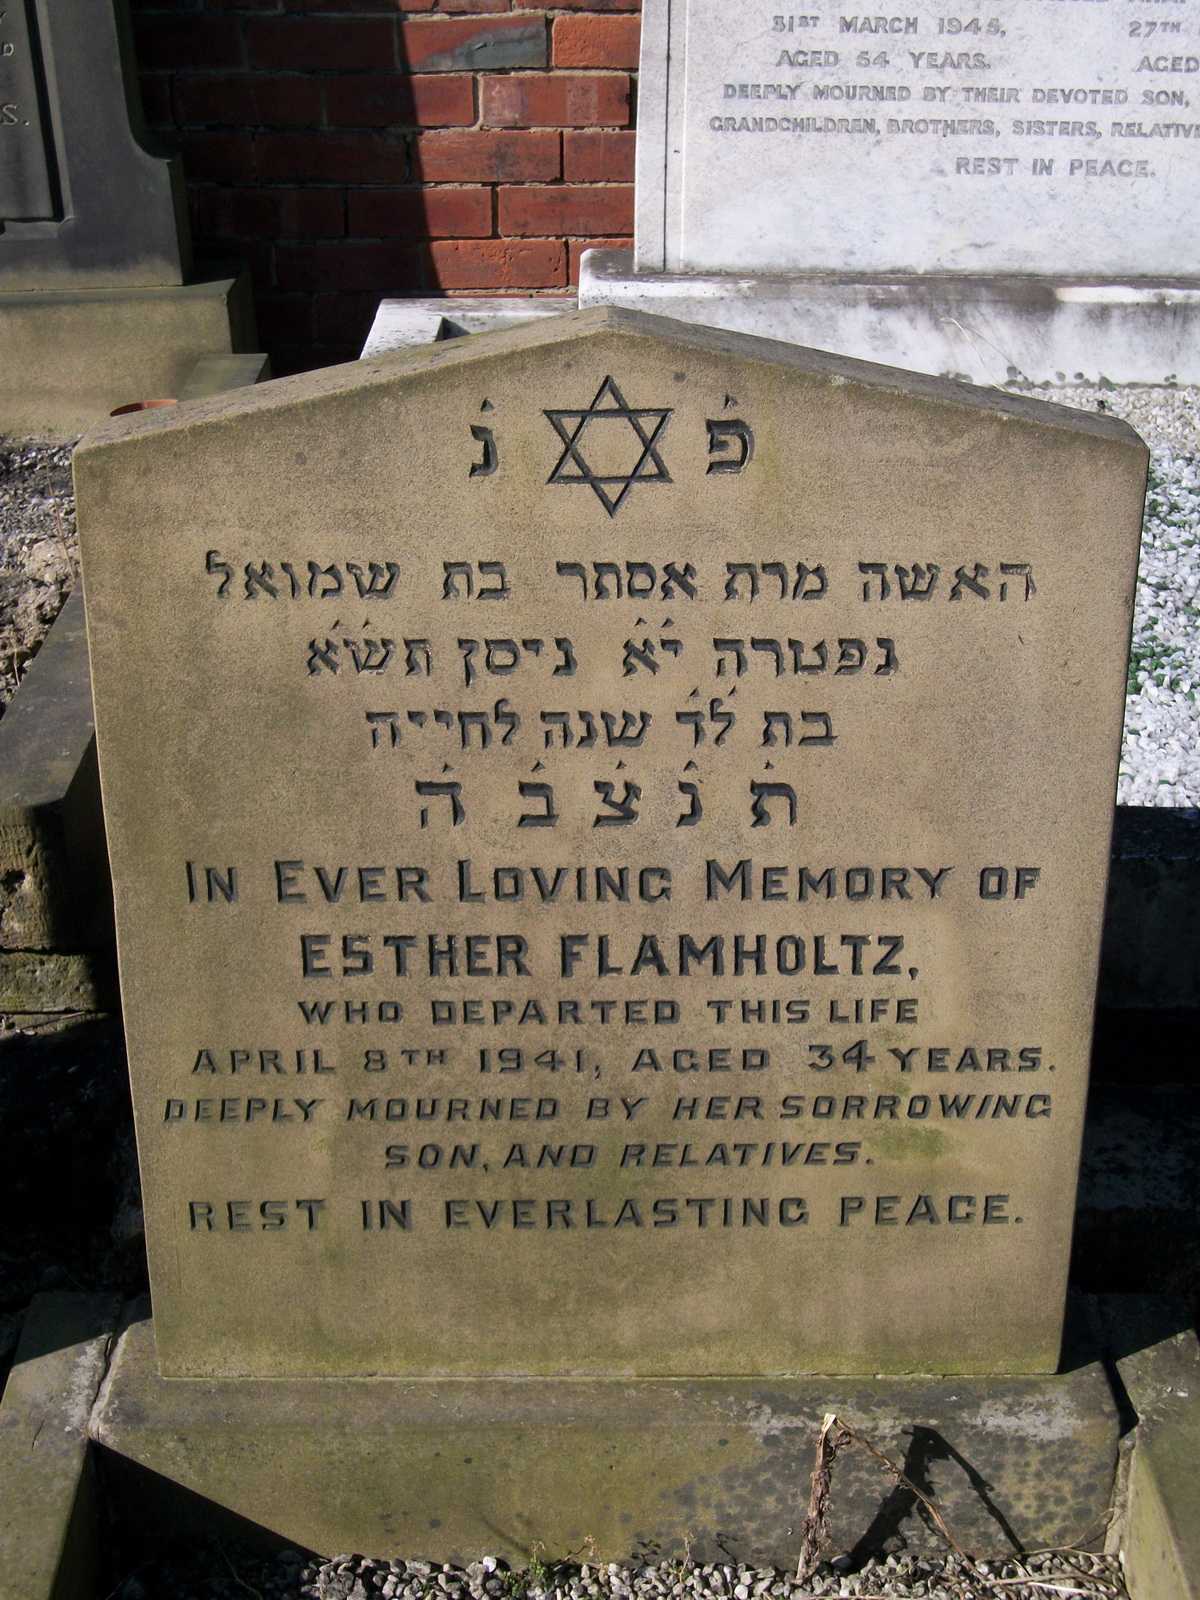 31ST MARCH 1945, 27TH
AGED 54 YEARS. AGED
DEEPLY MOURNED BY THEIR DEVOTED SON,
GRANDCHILDREN, BROTHERS, SISTERS,
REST IN PEACE.
פ׳ נ׳
האשה מרת אסתר בת שמואל
נפטרה י׳א׳ ניסן תש׳א׳
בת ל׳ד׳ שנה לחייה
ת׳ נ׳ צ׳ ב׳ ה׳
IN EVER LOVING MEMORY OF
ESTHER FLAMHOLTZ,
WHO DEPARTED THIS LIFE
APRIL 8TH 1941, AGED 34 YEARS.
DEEPLY MOURNED BY HER SORROWING
SON, AND RELATIVES.
REST IN EVERLASTING PEACE.